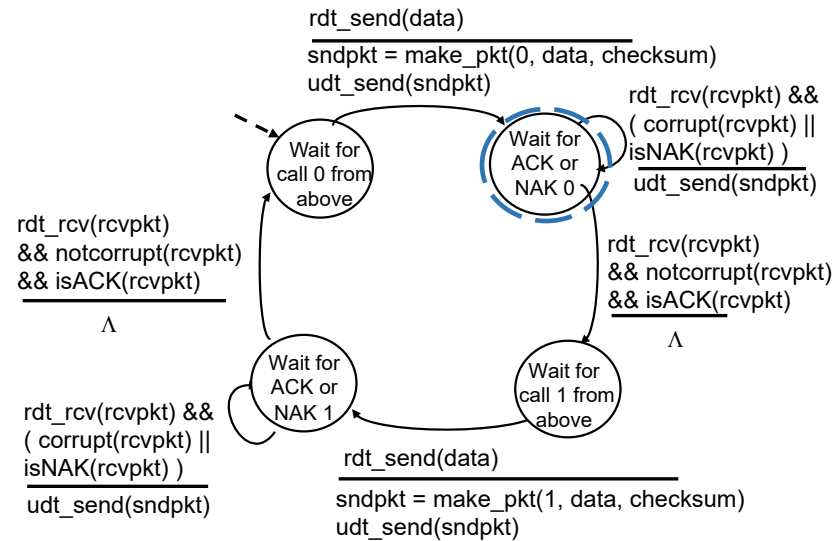 rdt_send(data)
sndpkt = make_pkt(0, data, checksum)
udt_send(sndpkt)
Wait for
call 0 from
above
Wait for
ACK or
NAK 0
rdt_rcv(rcvpkt) &&
( corrupt(rcvpkt) ||
isNAK(rcvpkt) )
udt_send(sndpkt)
rdt_rcv(rcvpkt)
&& notcorrupt(rcvpkt)
&& isACK(rcvpkt)
Λ
rdt_rcv(rcvpkt)
&& notcorrupt(rcvpkt)
&& isACK(rcvpkt)
Λ
Wait for
ACK or
NAK 1
Wait for
call 1 from
above
rdt_rcv(rcvpkt) &&
( corrupt(rcvpkt) ||
isNAK(rcvpkt) )
udt_send(sndpkt)
rdt_send(data)
sndpkt = make_pkt(1, data, checksum)
udt_send(sndpkt)